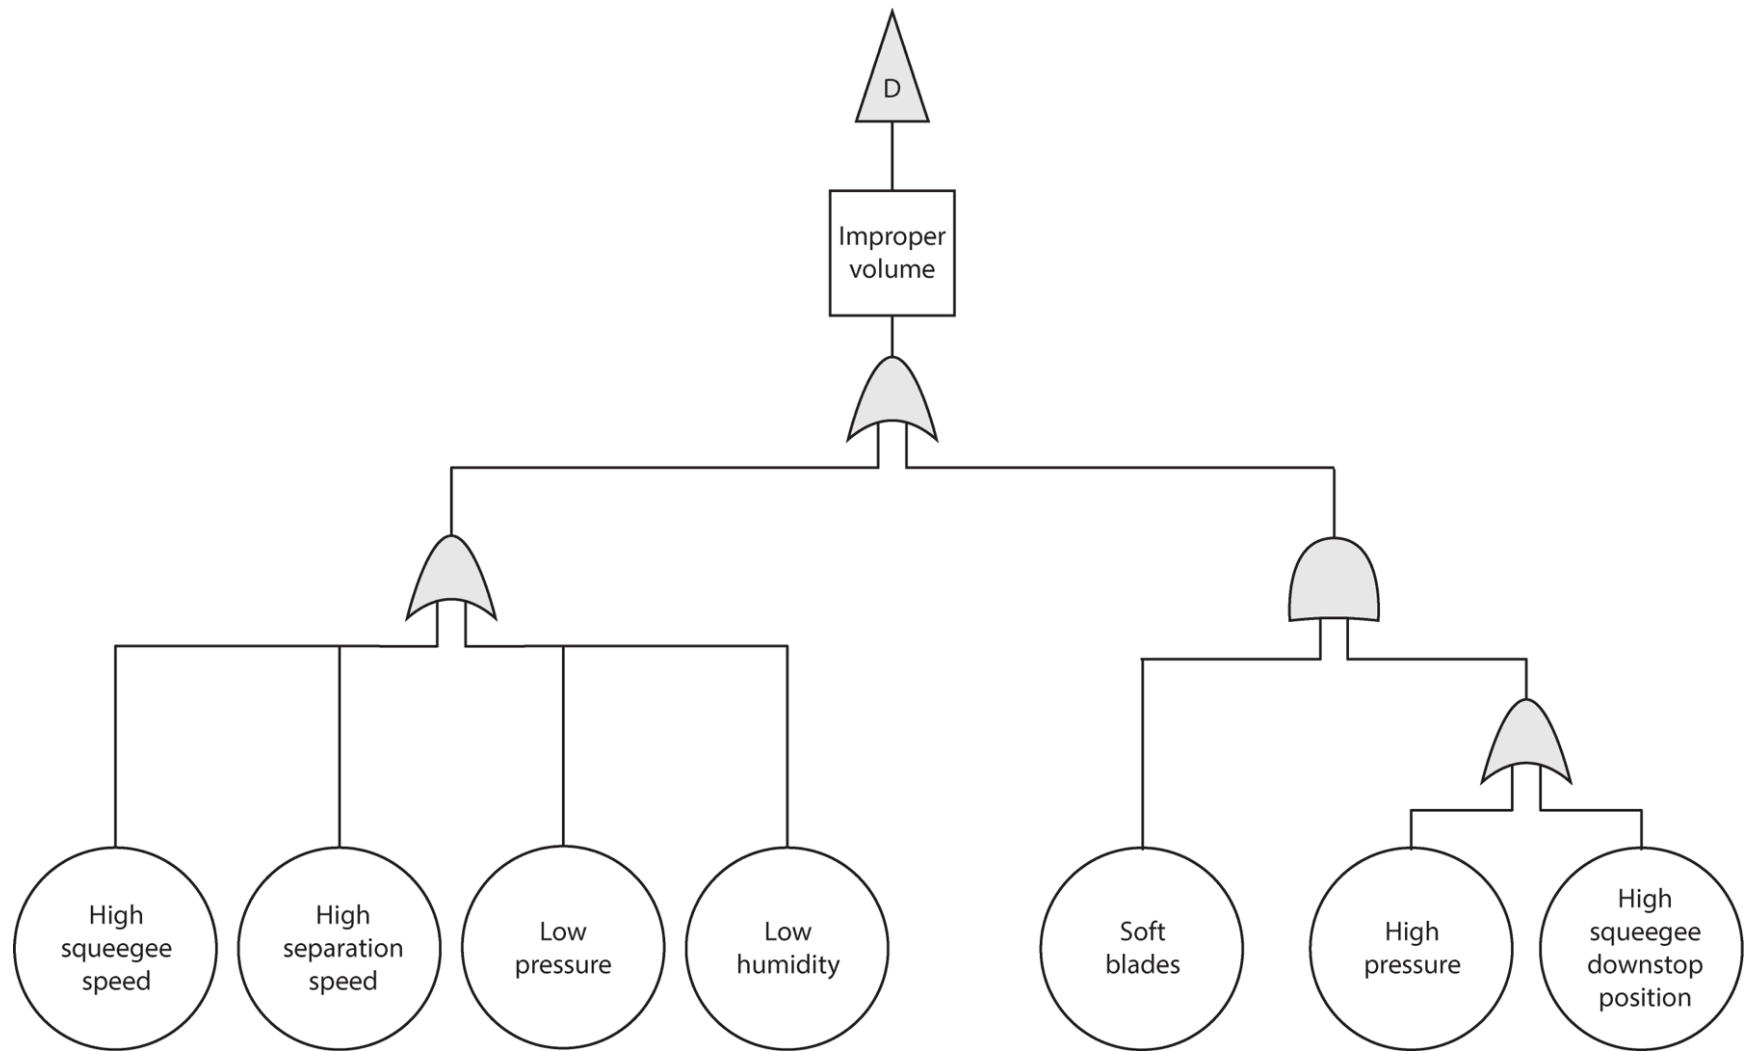 D
Improper
volume
High
squeegee
speed
High
separation
speed
Low
pressure
Low
humidity
Soft
blades
High
pressure
High
squeegee
downstop
position